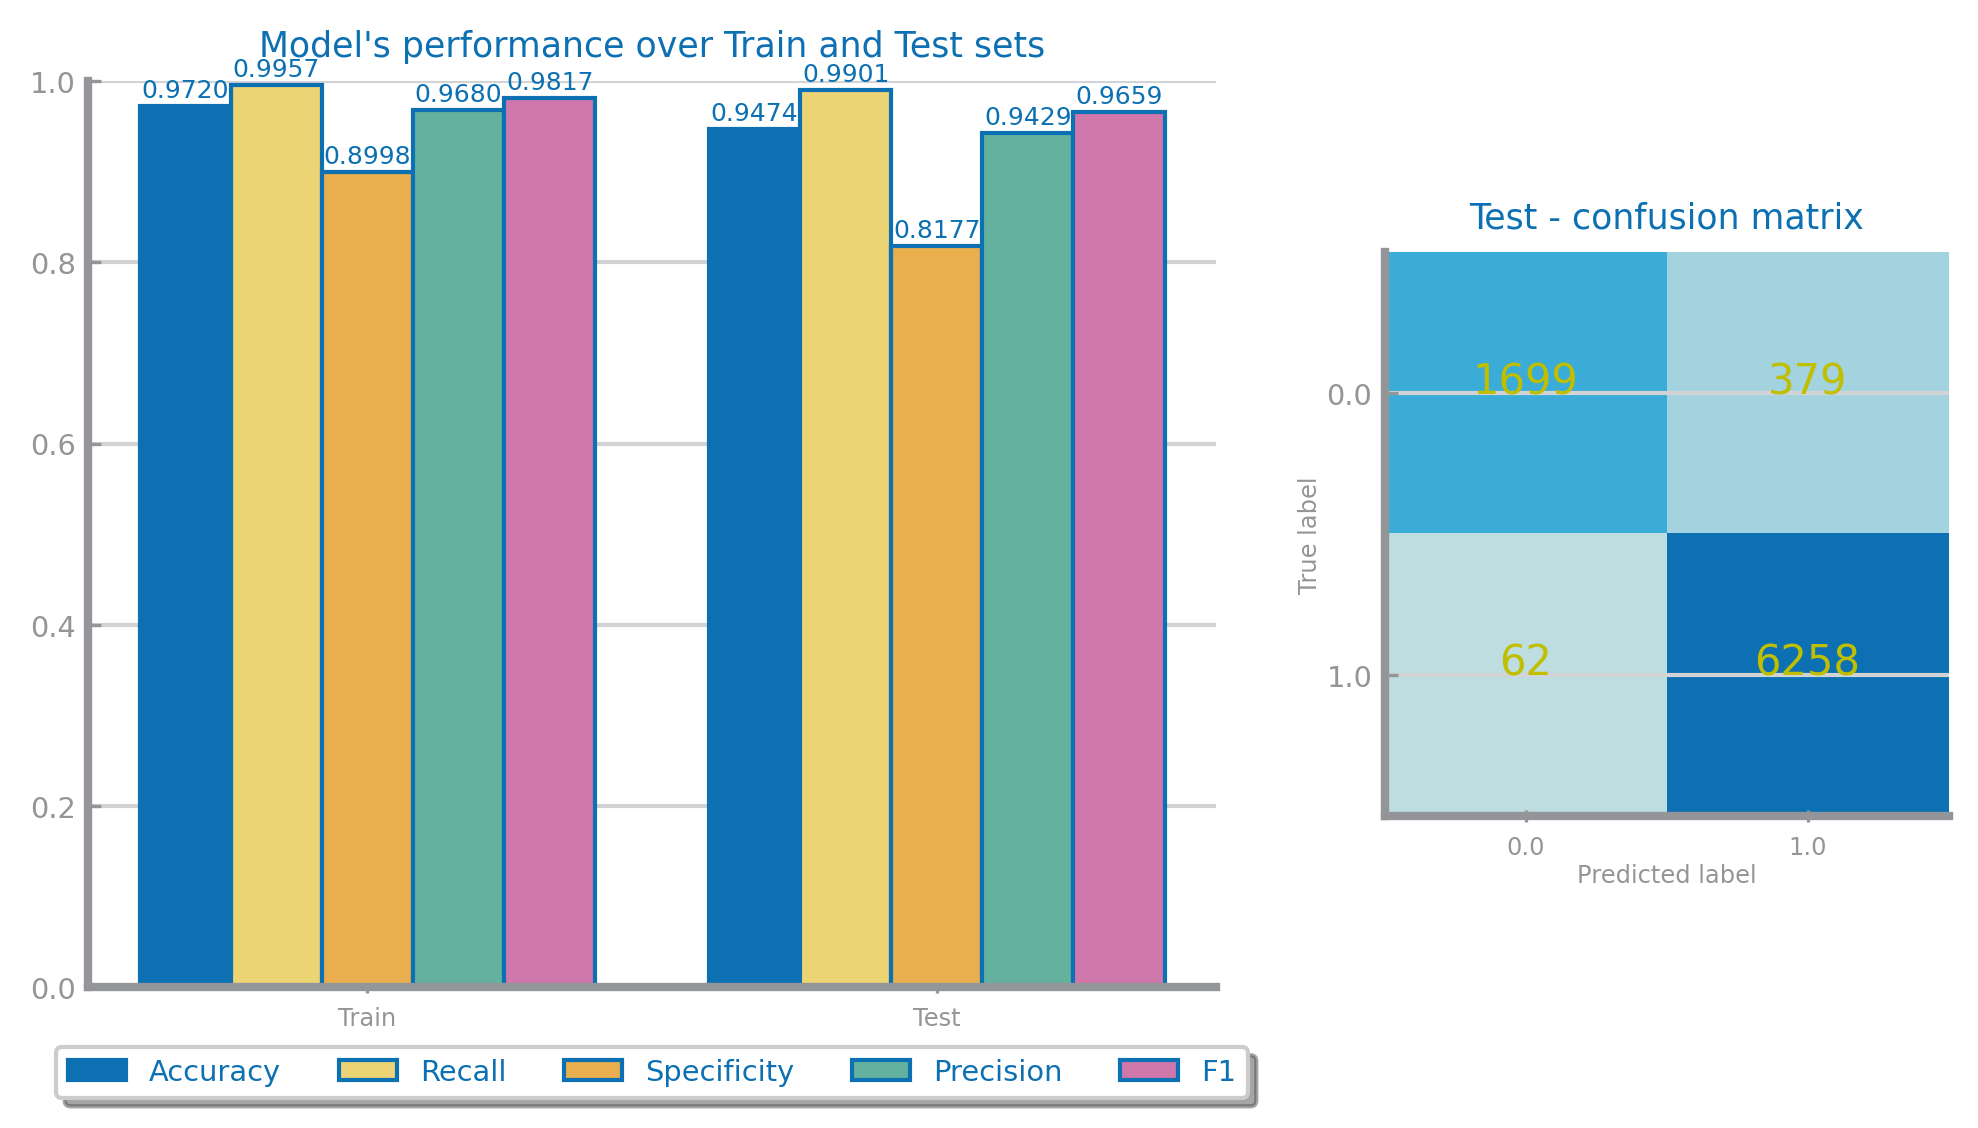 Model's performance over Train and Test sets
0.9720 0.9957 0.8998 0.9680 0.9817 0.9474 0.9901 0.8177 0.9429 0.9659
1.0
0.8
0.6
0.4
0.2
0.0
Train Test
Accuracy Recall Specificity Precision F1
Test - confusion matrix
True label
0.0 1699 379
1.0 62 6258
0.0 1.0
Predicted label